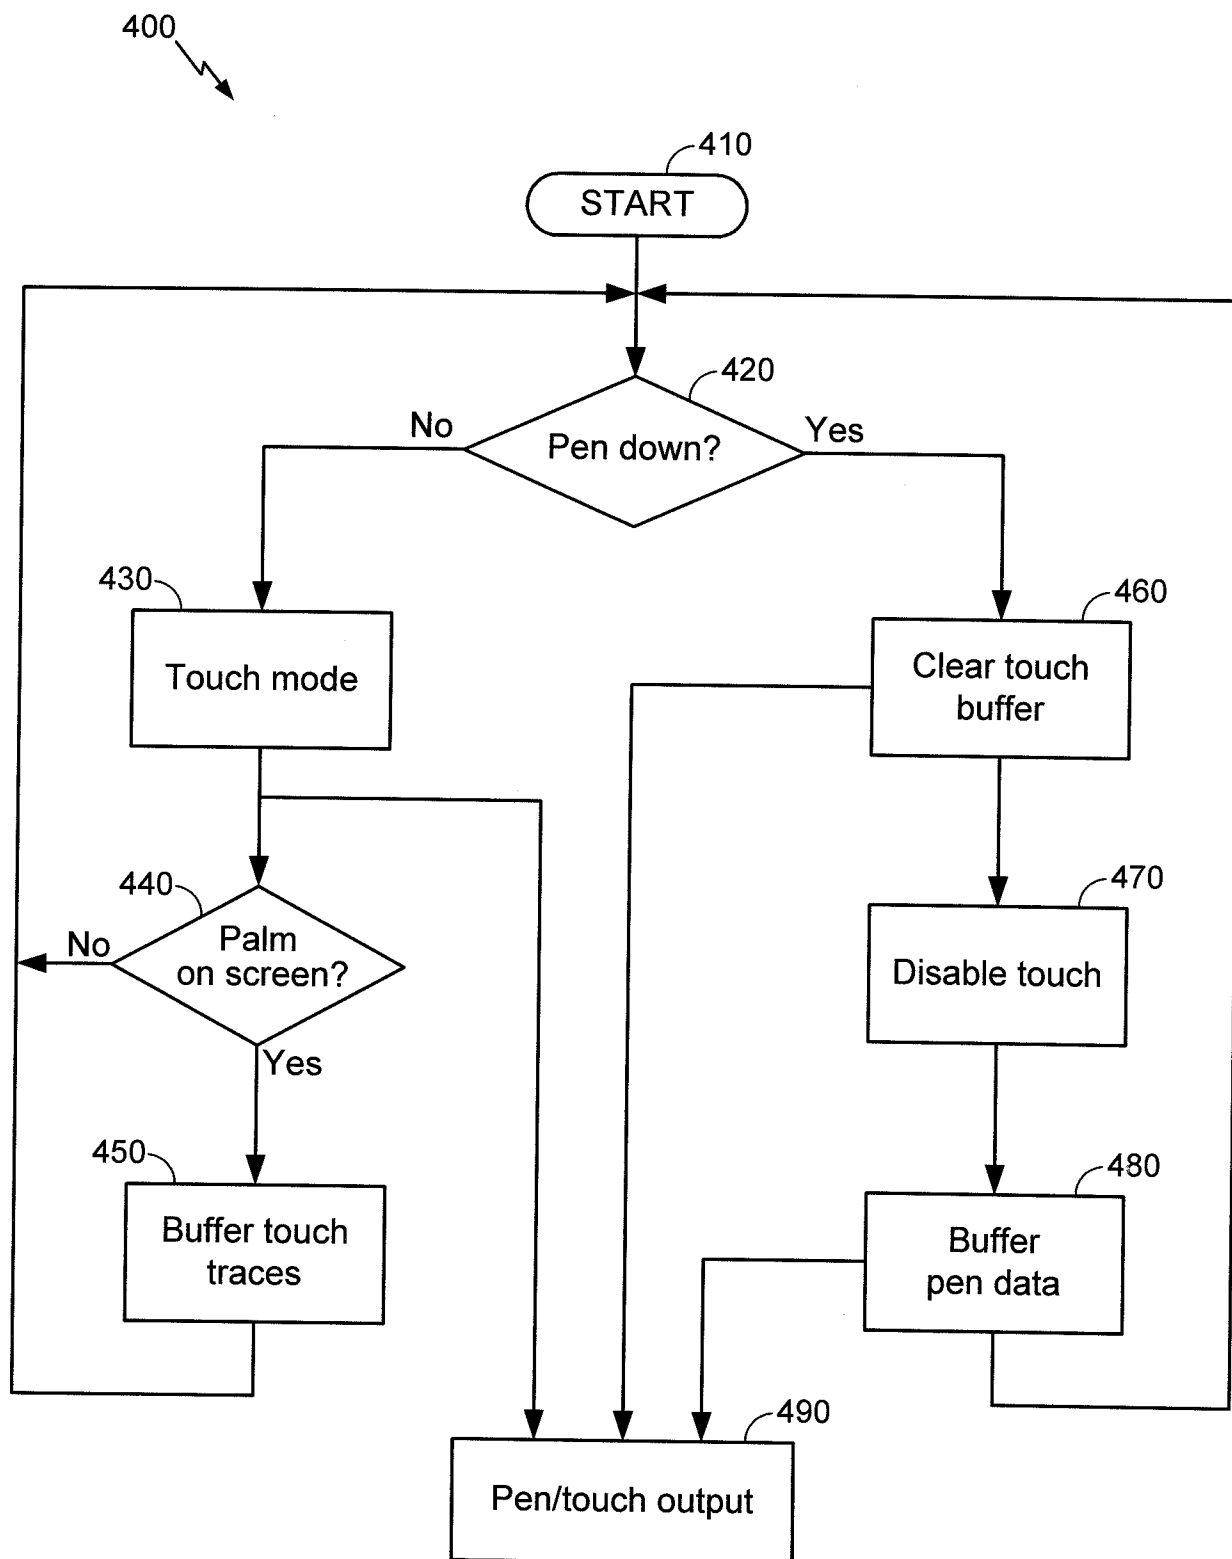 400
410
START
420
No
Yes
Pen down?
430
460
Touch mode
Clear touch
buffer
440
470
No
Palm
on screen?
Disable touch
Yes
450
480
Buffer touch
traces
Buffer
pen data
490
Pen/touch output